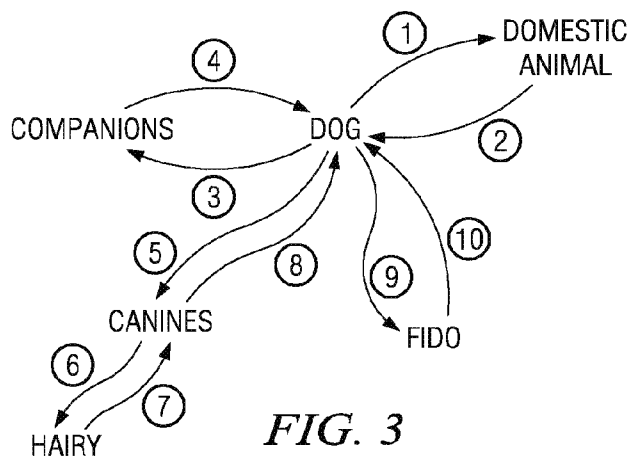 1
DOMESTIC
ANIMAL
4
COMPANIONS
DOG
2
3
10
5
8
9
CANINES
FIDO
6
7
HAIRY
FIG. 3